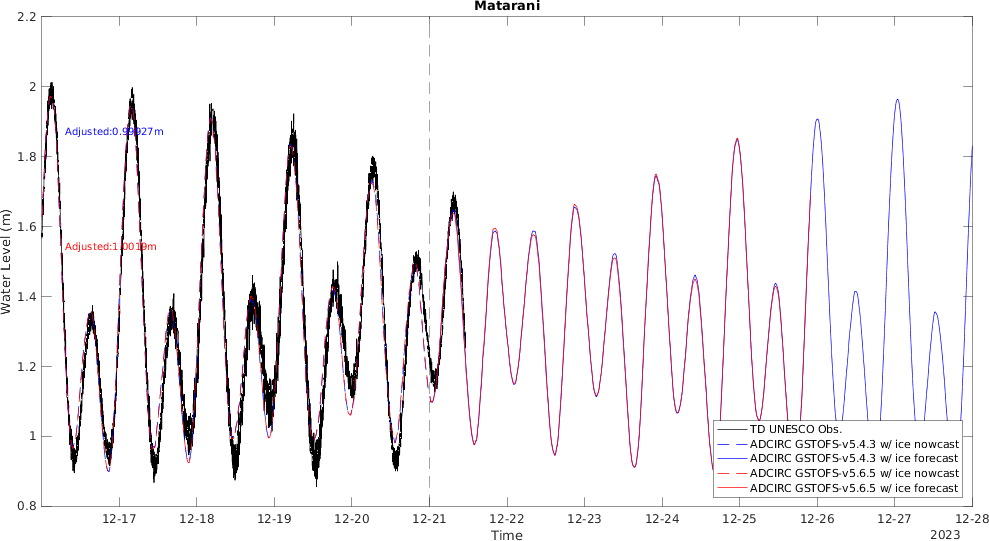 Matarani
2.2
2
1.8
1.6
1.4
1.2
1
0.8
Water Level (m)
Adjusted:0.99927m
Adjusted:1.0019m
TD UNESCO Obs.
ADCIRC GSTOFS-v5.4.3 w/ ice nowcast
ADCIRC GSTOFS-v5.4.3 w/ ice forecast
ADCIRC GSTOFS-v5.6.5 w/ ice nowcast
ADCIRC GSTOFS-v5.6.5 w/ ice forecast
12-17 12-18 12-19 12-20 12-21 12-22 12-23 12-24 12-25 12-26 12-27 12-28
Time
2023